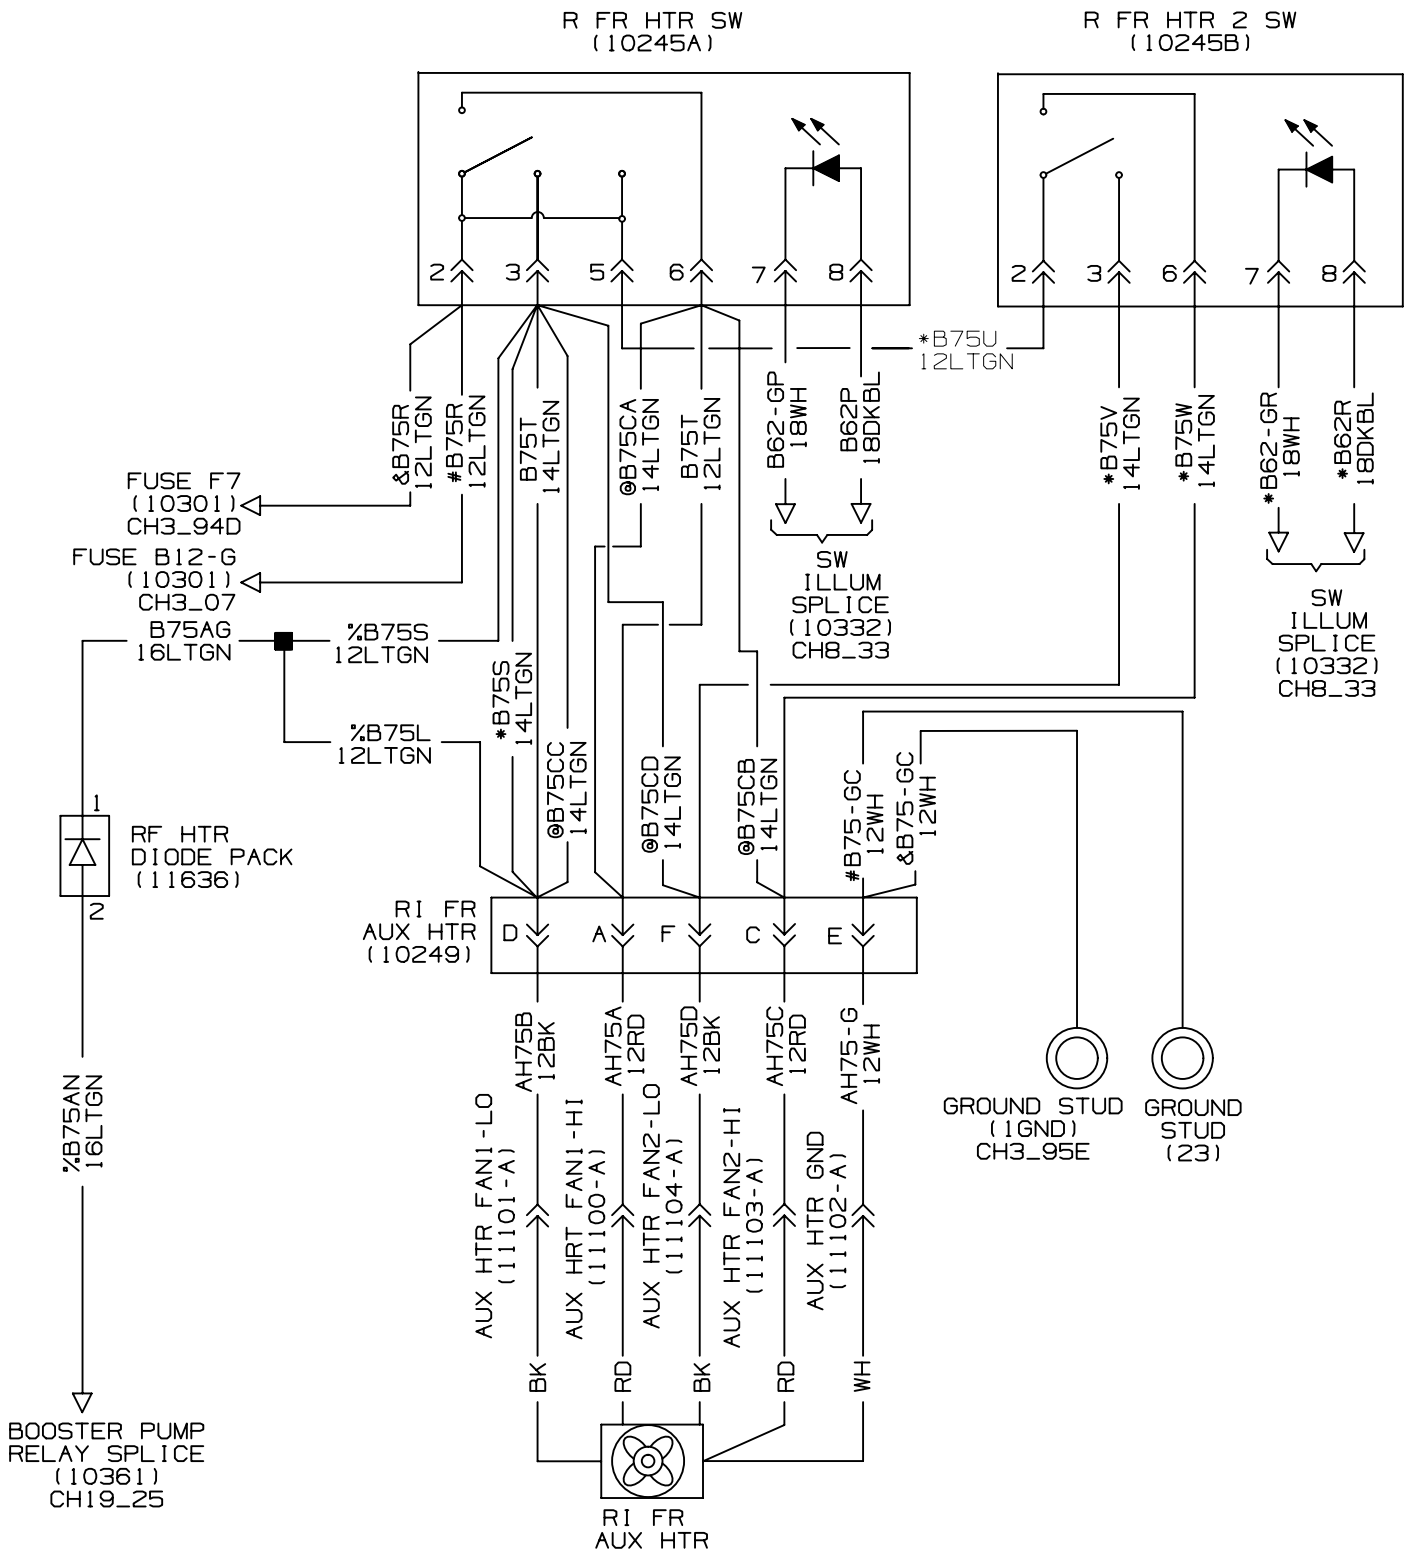 R FR HTR SW
(10245A)
R FR HTR 2 SW
(10245B)
2
3
5
6
7
8
2
3
6
7
8
*B75U
12LTGN
&B75R
12LTGN
#B75R
12LTGN
B75T
14LTGN
@B75CA
14LTGN
B75T
12LTGN
B62-GP
18WH
B62P
18DKBL
*B75V
14LTGN
*B75W
14LTGN
*B62-GR
18WH
*B62R
18DKBL
FUSE F7
(10301)
CH3_94D
FUSE B12-G
(10301)
CH3_07
SW
ILLUM
SPLICE
(10332)
CH8_33
SW
ILLUM
SPLICE
(10332)
CH8_33
B75AG
16LTGN
%B75S
12LTGN
*B75S
14LTGN
%B75L
12LTGN
@B75CC
14LTGN
@B75CD
14LTGN
@B75CB
14LTGN
#B75-GC
12WH
&B75-GC
12WH
1
RF HTR
DIODE PACK
(11636)
2
RI FR
AUX HTR
(10249)
D
A
F
C
E
AH75B
12BK
AH75A
12RD
AH75D
12BK
AH75C
12RD
AH75-G
12WH
%B75AN
16LTGN
AUX HTR FAN1-LO
(11101-A)
AUX HRT FAN1-HI
(11100-A)
AUX HTR FAN2-LO
(11104-A)
AUX HTR FAN2-HI
(11103-A)
AUX HTR GND
(11102-A)
GROUND STUD
(1GND)
CH3_95E
GROUND
STUD
(23)
BK
RD
BK
RD
WH
BOOSTER PUMP
RELAY SPLICE
(10361)
CH19_25
RI FR
AUX HTR